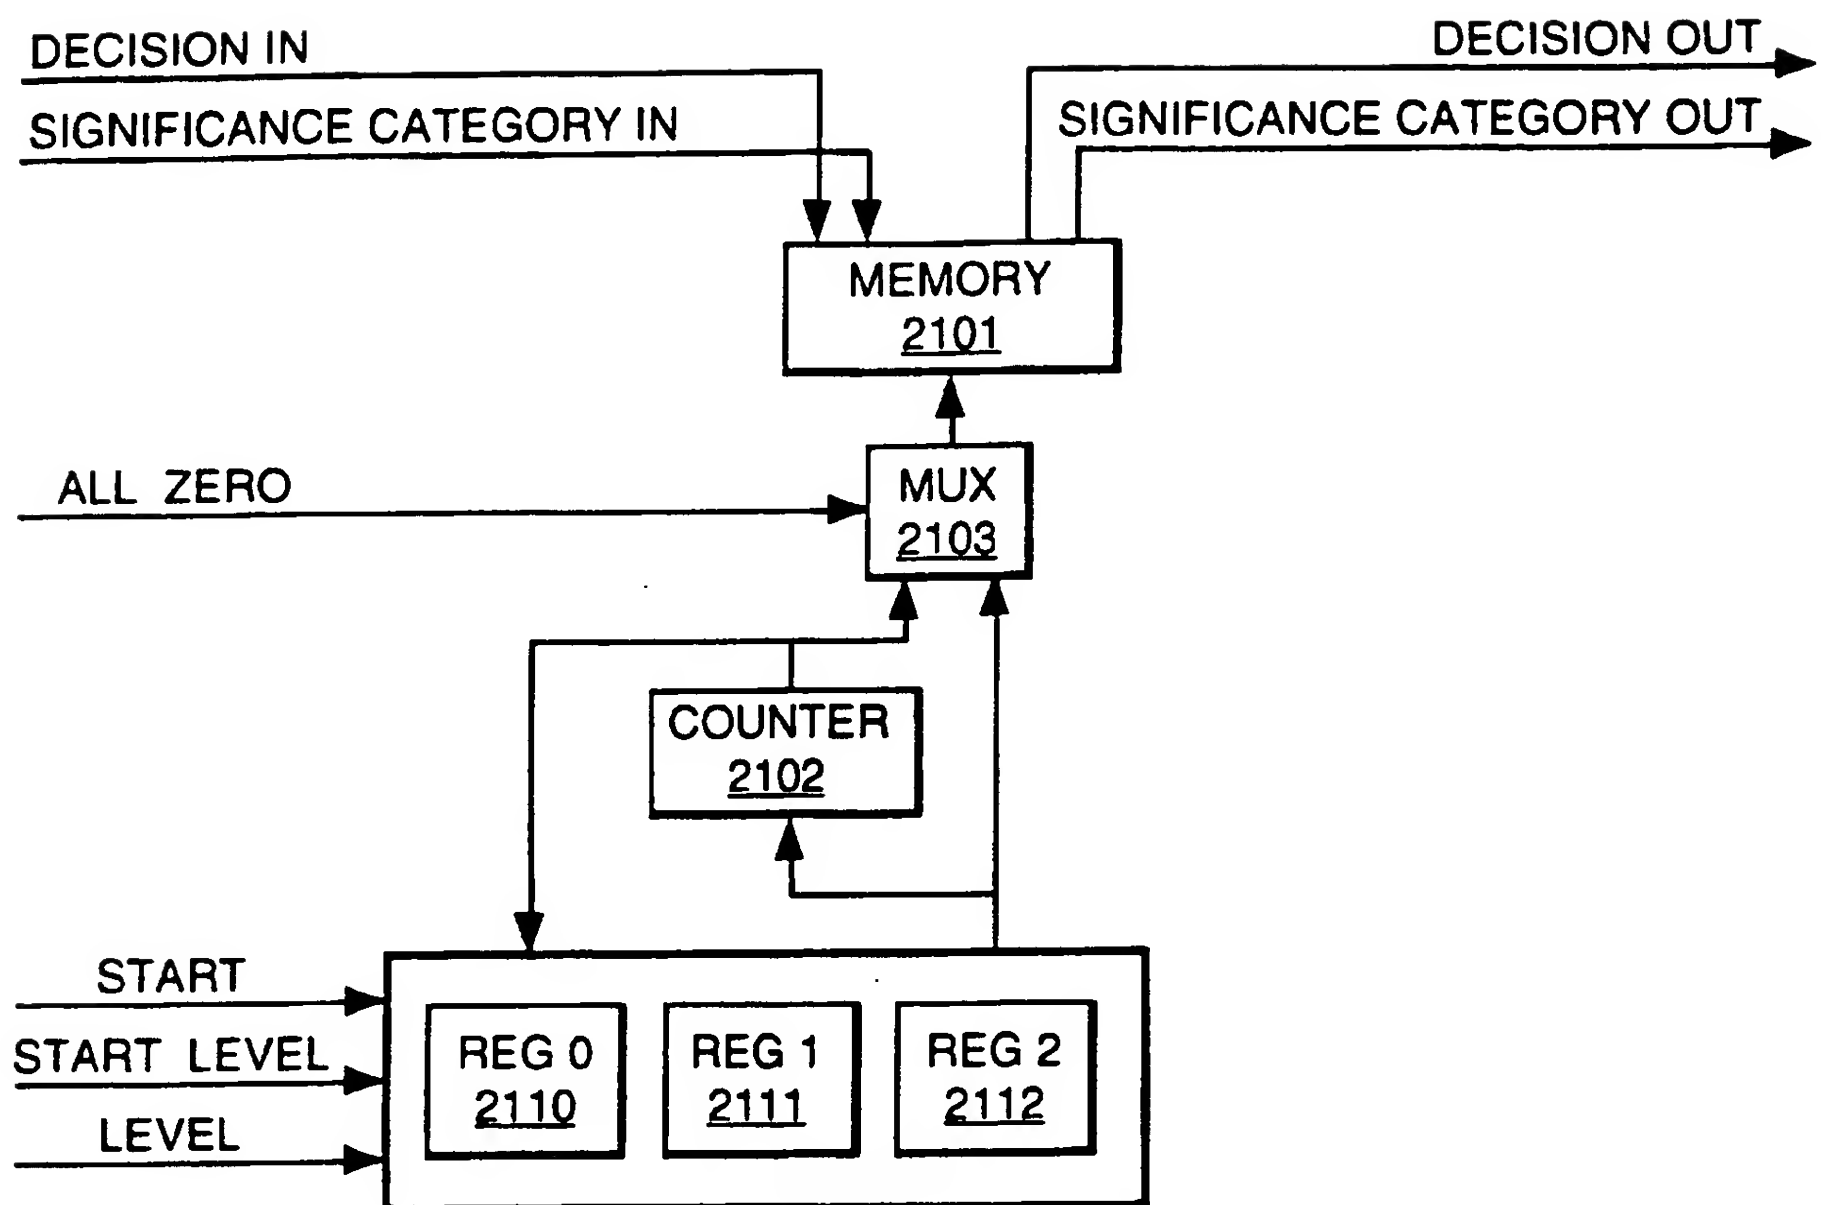 DECISION IN
DECISION OUT
SIGNIFICANCE CATEGORY IN
SIGNIFICANCE CATEGORY OUT
MEMORY
2101
ALL ZERO
MUX
2103
COUNTER
2102
START
START LEVEL
LEVEL
REG 0
2110
REG 1
2111
REG 2
2112